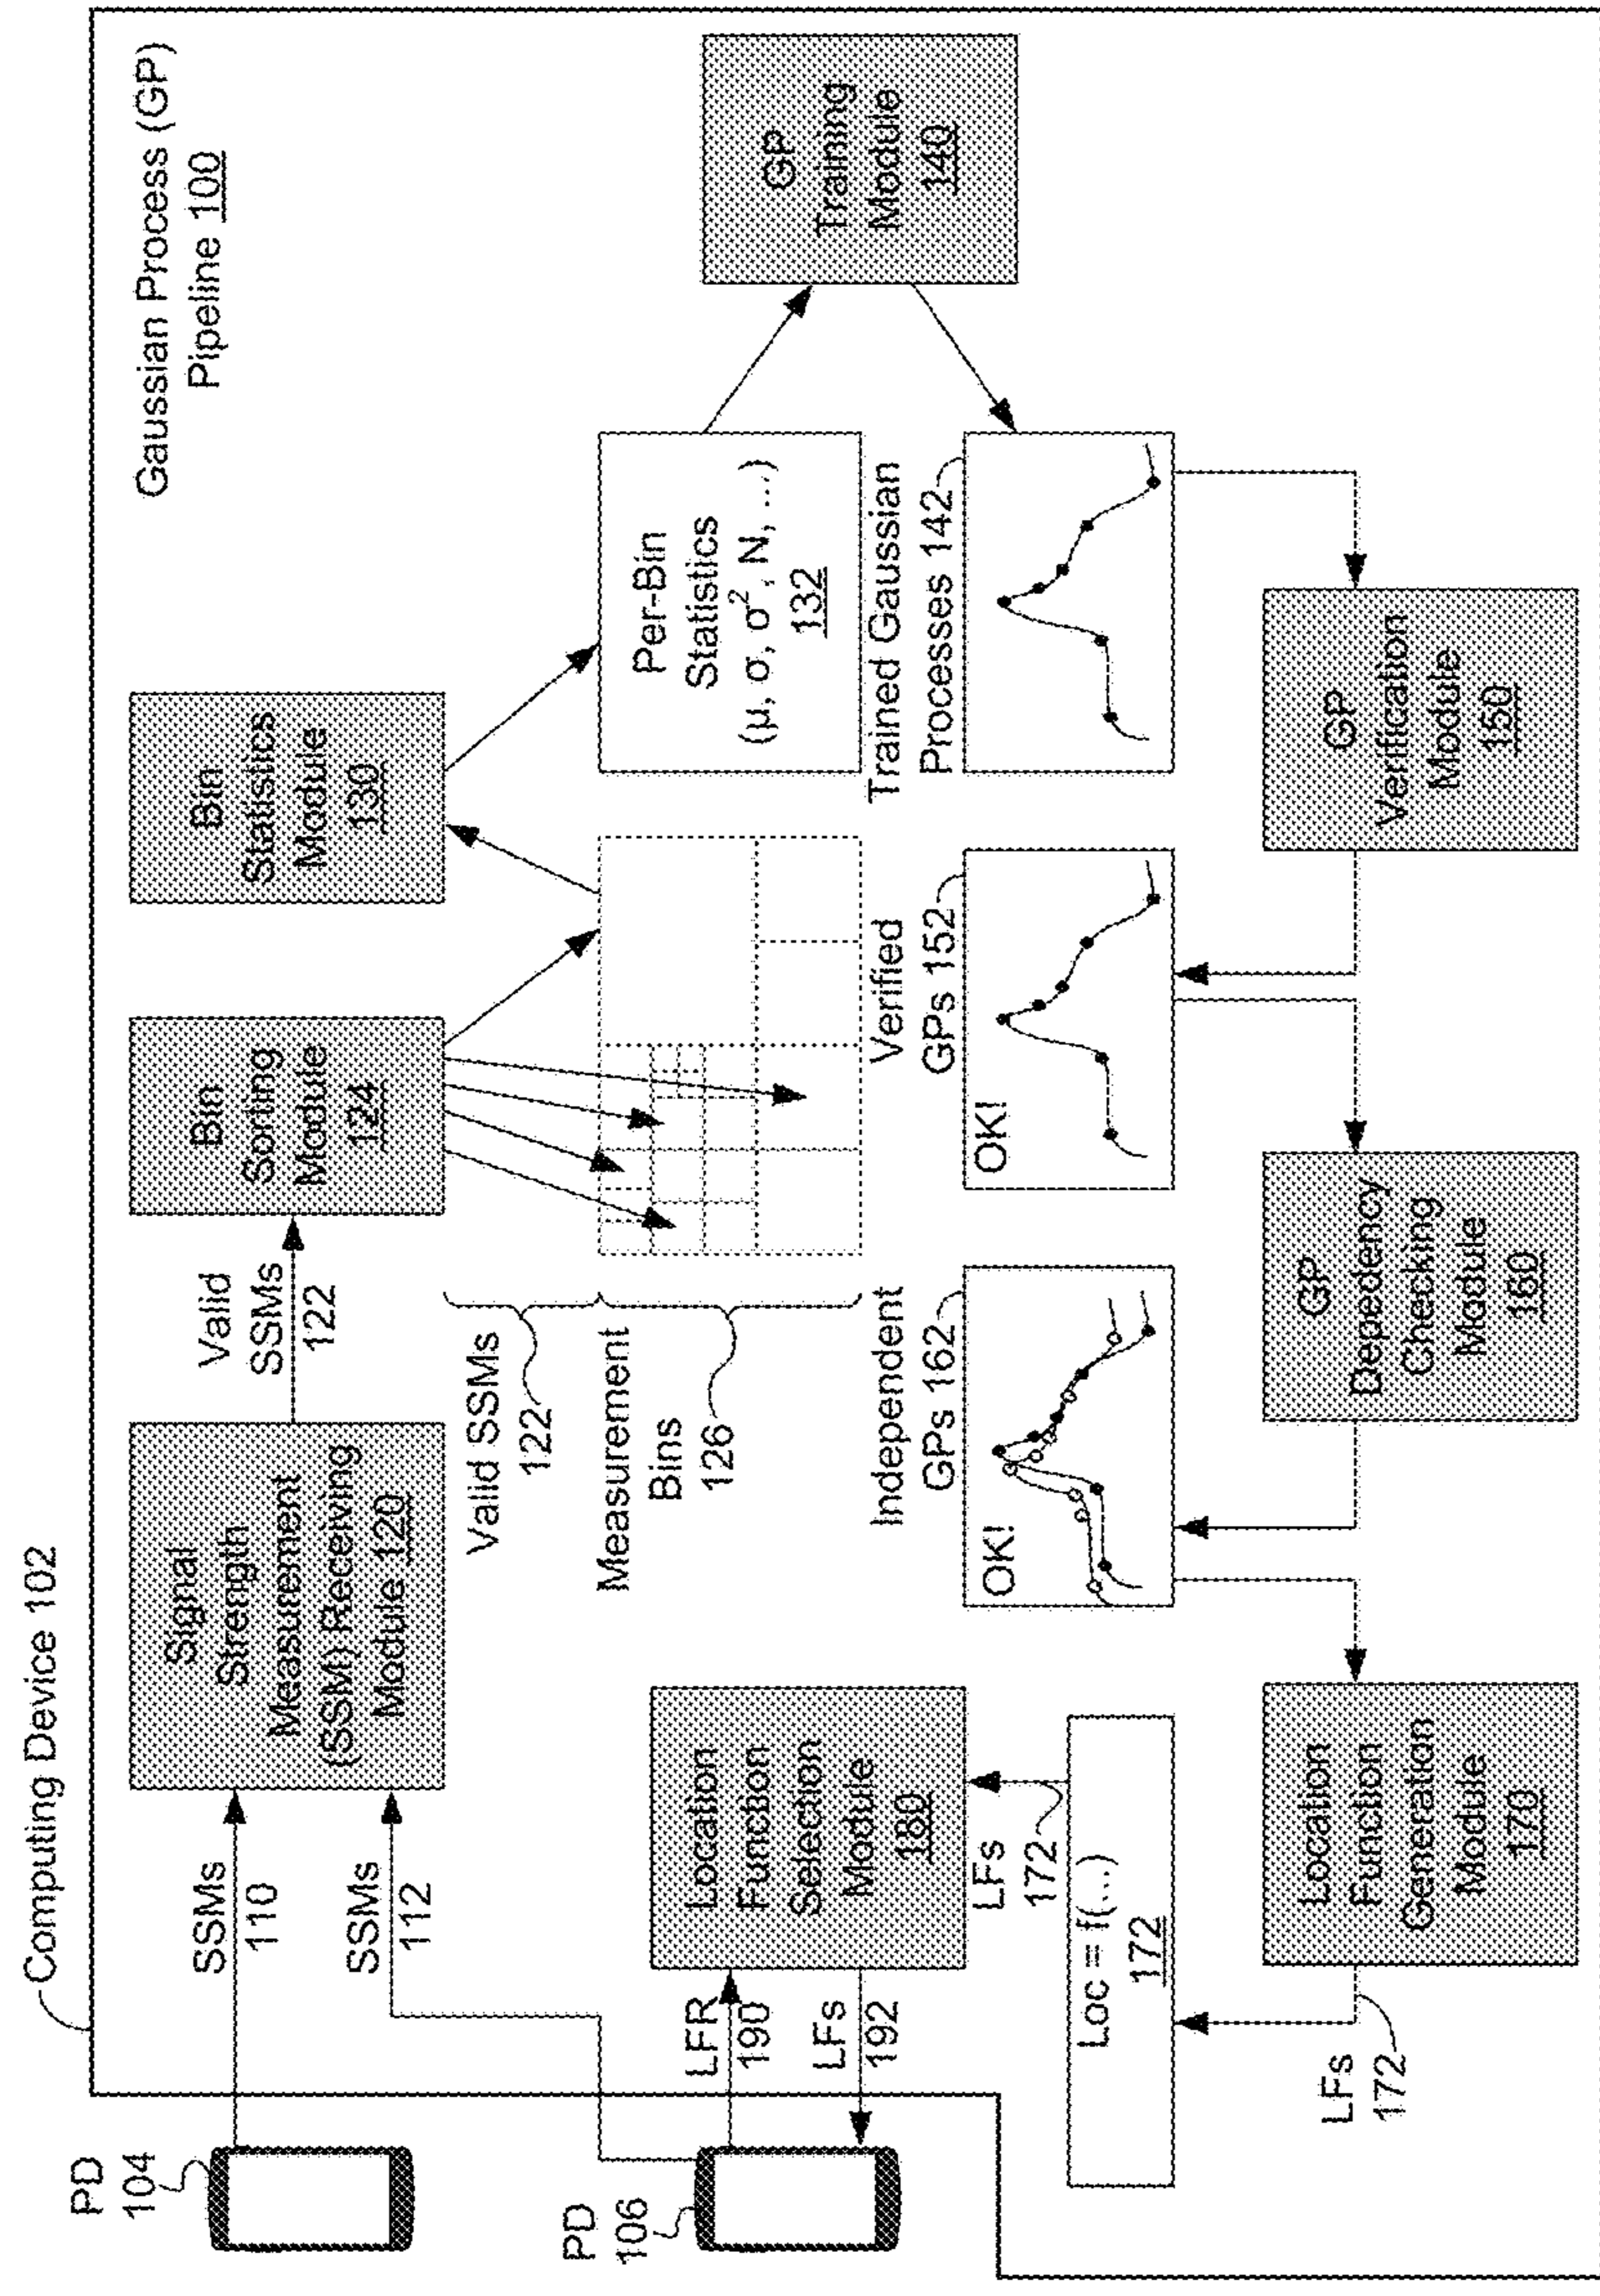 Computing Device 102
Gaussian Process (GP)
Pipeline 100
PD
104
SSMs
110
SSMs
112
PD
106
Signal
Strength
Measurement
(SSM) Receiving
Module 120
Valid
SSMs
122
Bin
Sorting
Module
124
Bin
Statistics
Module
130
Valid SSMs
122
Measurement
Bins
126
Per-Bin
Statistics
(μ, σ, σ², N, ...)
132
GP
Training
Module
140
LFR
190
LFs
192
Location
Function
Selection
Module
180
Independent
GPs 162
OK!
Verified
GPs 152
OK!
Trained Gaussian
Processes 142
LFs
172
Loc = f(...)
172
LFs
172
Location
Function
Generation
Module
170
GP
Depedency
Checking
Module
160
GP
Verification
Module
150